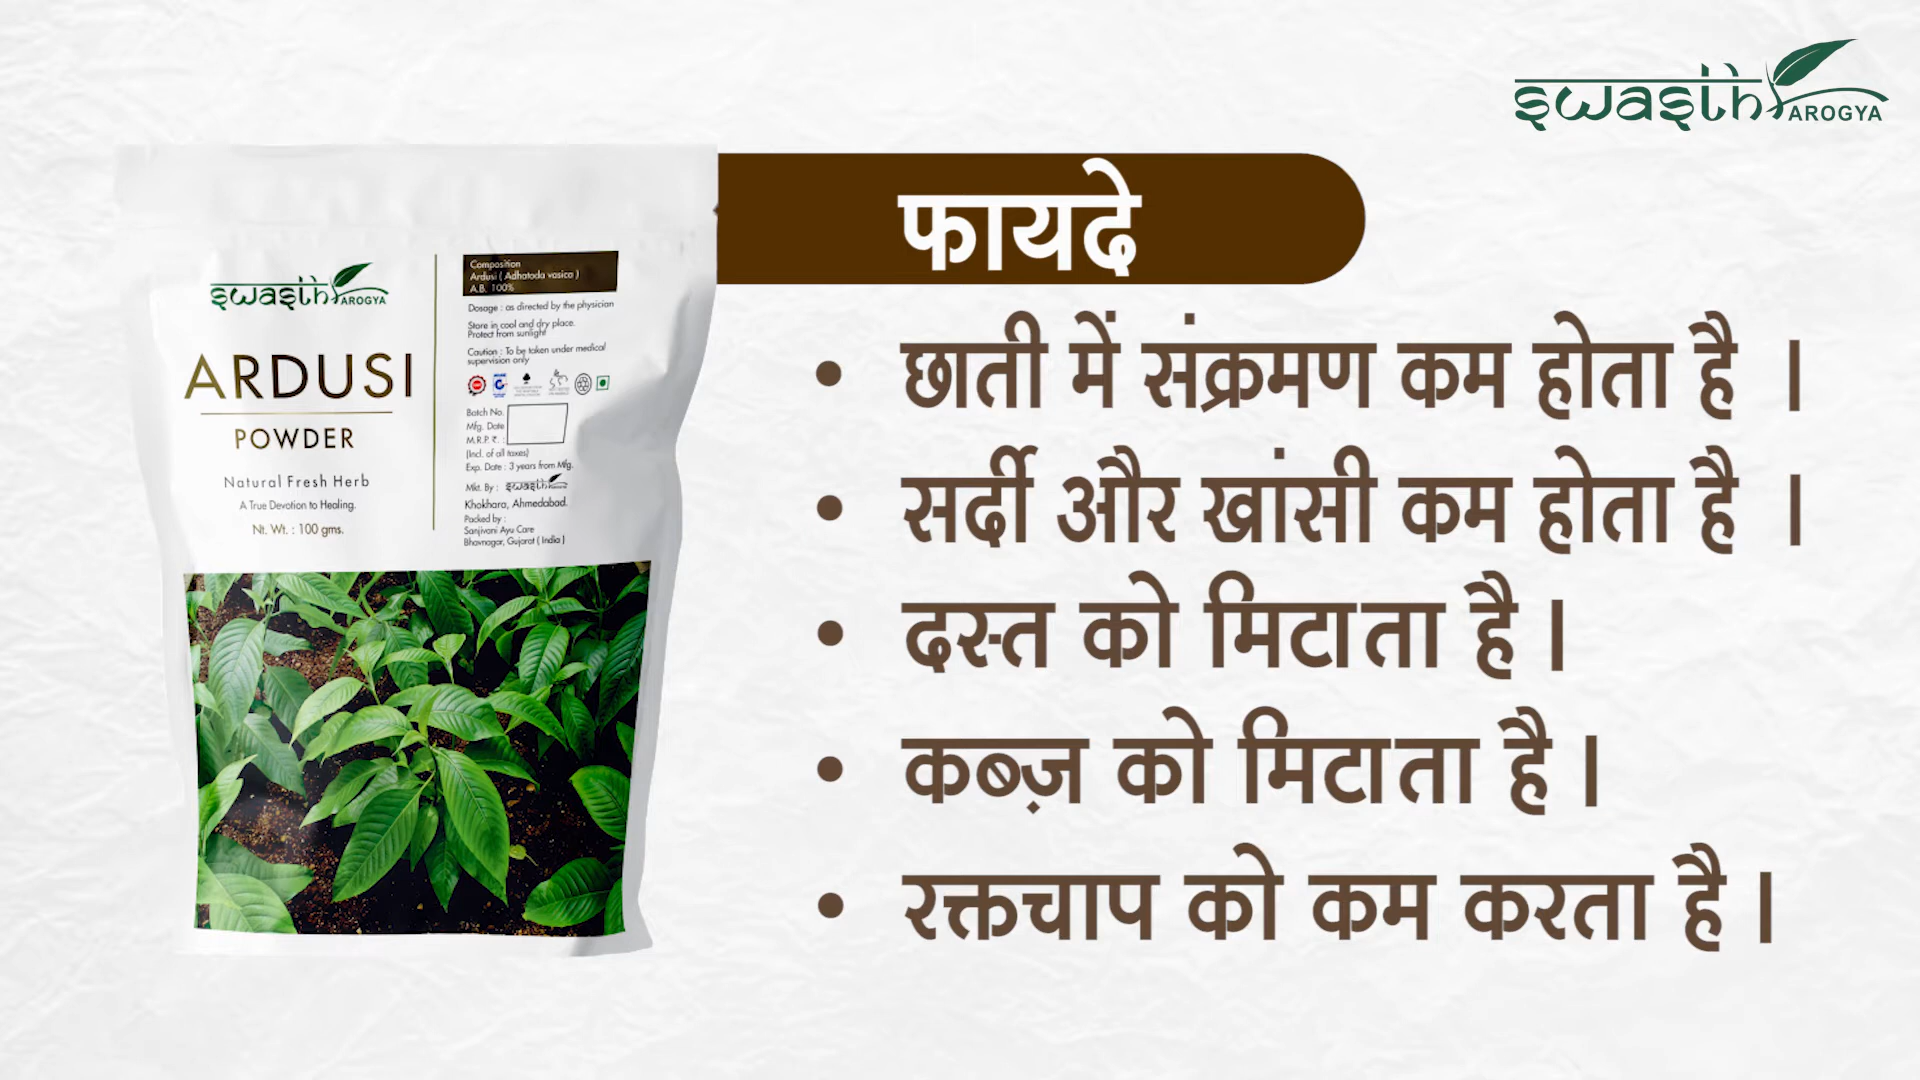 swasth AROGYA
swasth AROGYA
ARDUSI
POWDER
Natural Fresh Herb
A True Devotion to Healing.
Nt. Wt. : 100 gms.
Composition
Ardusi ( Adhatoda vasica )
A.B. 100%
Dosage : as directed by the physician
Store in cool and dry place.
Protect from sunlight
Caution : To be taken under medical
supervision only
Batch No.
Mfg. Date
M.R.P. ₹. :
(Incl. of all taxes)
Exp. Date : 3 years from Mfg.
Mkt. By : swasth
Khokhara, Ahmedabad.
Packed by :
Sanjivani Ayu Care
Bhavnagar, Gujarat ( India )
फायदे
• छाती में संक्रमण कम होता है ।
• सर्दी और खांसी कम होता है ।
• दस्त को मिटाता है ।
• कब्ज़ को मिटाता है ।
• रक्तचाप को कम करता है ।